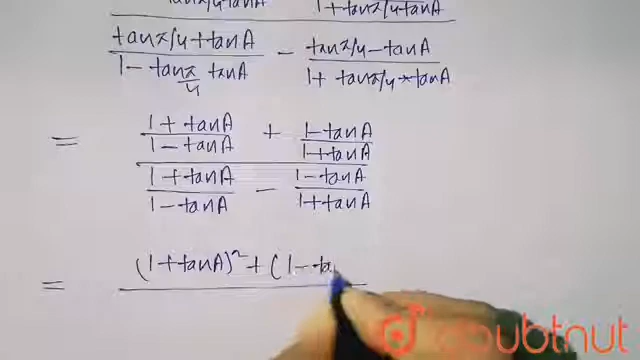 tanπ/4 + tanA / 1 - tan π/4 tanA - tanπ/4 - tanA / 1 + tanπ/4 * tanA
= 1 + tanA / 1 - tanA + 1 - tanA / 1 + tanA
1 + tanA / 1 - tanA - 1 - tanA / 1 + tanA
= (1 + tanA)² + (1 - ta
doubtnut